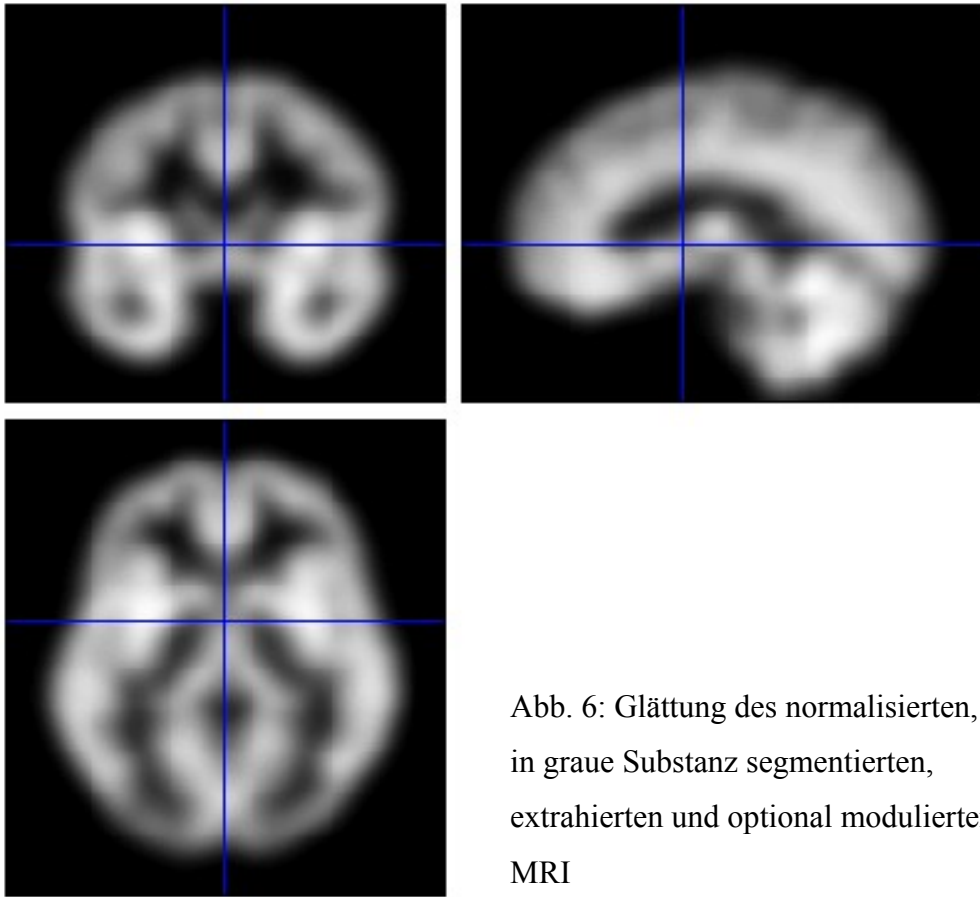 Abb. 6: Glättung des normalisierten,
in graue Substanz segmentierten,
extrahierten und optional modulierte
MRI